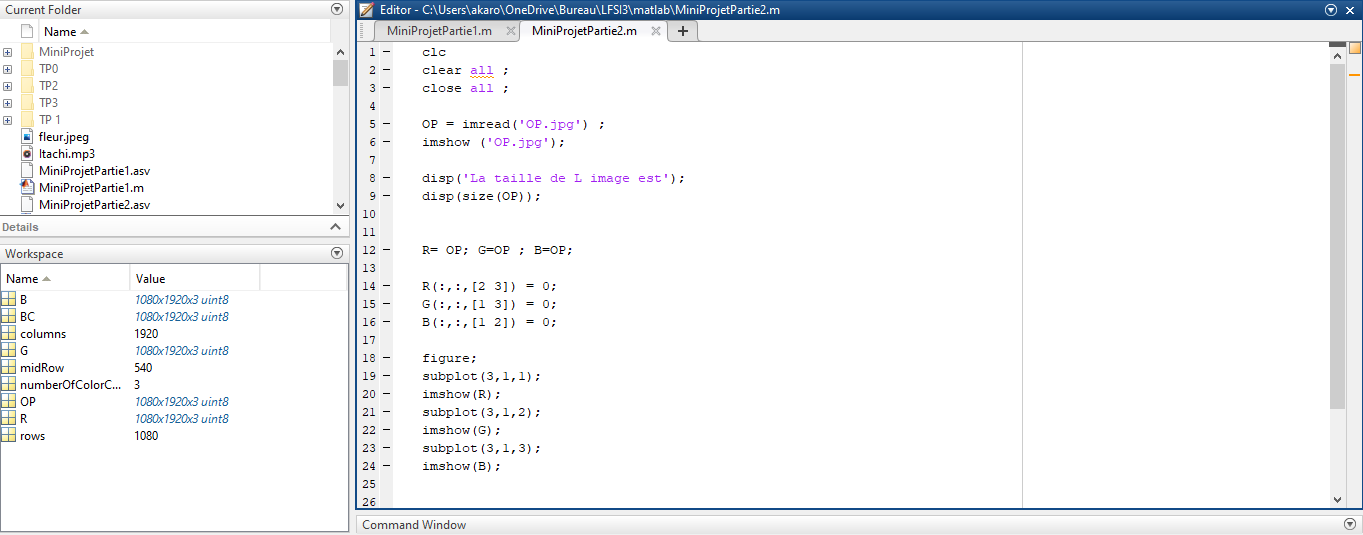 Current Folder
Name
MiniProjet
TP0
TP2
TP3
TP 1
fleur.jpeg
Itachi.mp3
MiniProjetPartie1.asv
MiniProjetPartie1.m
MiniProjetPartie2.asv
Details
Workspace
Name Value
B 1080x1920x3 uint8
BC 1080x1920x3 uint8
columns 1920
G 1080x1920x3 uint8
midRow 540
numberOfColorC... 3
OP 1080x1920x3 uint8
R 1080x1920x3 uint8
rows 1080
Editor - C:\Users\akaro\OneDrive\Bureau\LFSI3\matlab\MiniProjetPartie2.m
MiniProjetPartie1.m MiniProjetPartie2.m
1 clc
2 clear all ;
3 close all ;
4
5 OP = imread('OP.jpg') ;
6 imshow ('OP.jpg');
7
8 disp('La taille de L image est');
9 disp(size(OP));
10
11
12 R= OP; G=OP ; B=OP;
13
14 R(:,:,[2 3]) = 0;
15 G(:,:,[1 3]) = 0;
16 B(:,:,[1 2]) = 0;
17
18 figure;
19 subplot(3,1,1);
20 imshow(R);
21 subplot(3,1,2);
22 imshow(G);
23 subplot(3,1,3);
24 imshow(B);
25
26
Command Window